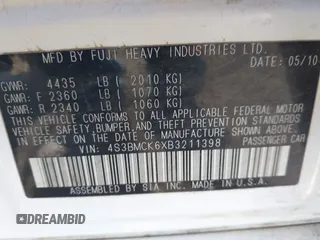 MFD BY FUJI HEAVY INDUSTRIES LTD.
DATE: 05/10
GVWR: 4435 LB ( 2010 KG)
GAWR: F 2360 LB ( 1070 KG)
GAWR: R 2340 LB ( 1060 KG)
THIS VEHICLE CONFORMS TO ALL APPLICABLE FEDERAL MOTOR
VEHICLE SAFETY, BUMPER, AND THEFT PREVENTION STANDARDS
IN EFFECT ON THE DATE OF MANUFACTURE SHOWN ABOVE.
VIN: 4S3BMCK6XB3211398 PASSENGER CAR
ASSEMBLED BY SIA INC. MADE IN U.S.A.
DREAMBID